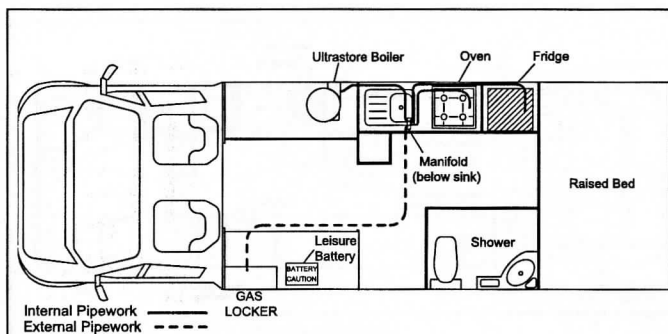 Ultrastore Boiler
Oven
Fridge
Manifold
(below sink)
Raised Bed
Leisure
Battery
BATTERY
CAUTION
Shower
GAS
LOCKER
Internal Pipework
External Pipework